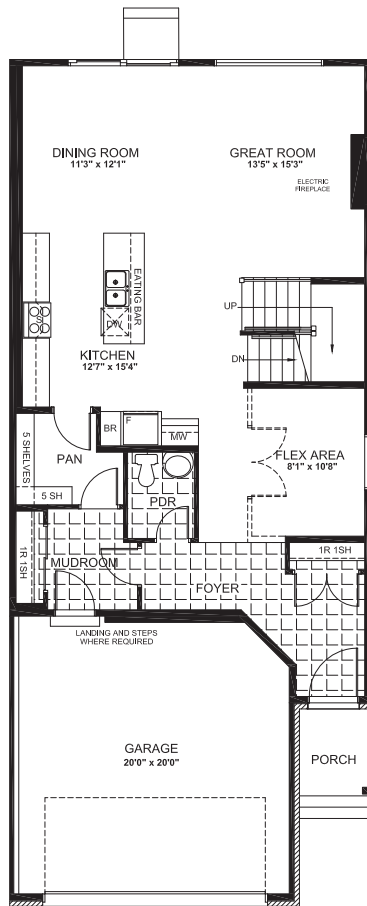 DINING ROOM
11'3" x 12'1"
GREAT ROOM
13'5" x 15'3"
ELECTRIC
FIREPLACE
EATING BAR
DW
UP
DN
KITCHEN
12'7" x 15'4"
BR
F
MW
5 SHELVES
PAN
5 SH
PDR
FLEX AREA
8'1" x 10'8"
1R 1SH
MUDROOM
1R 1SH
FOYER
LANDING AND STEPS
WHERE REQUIRED
GARAGE
20'0" x 20'0"
PORCH